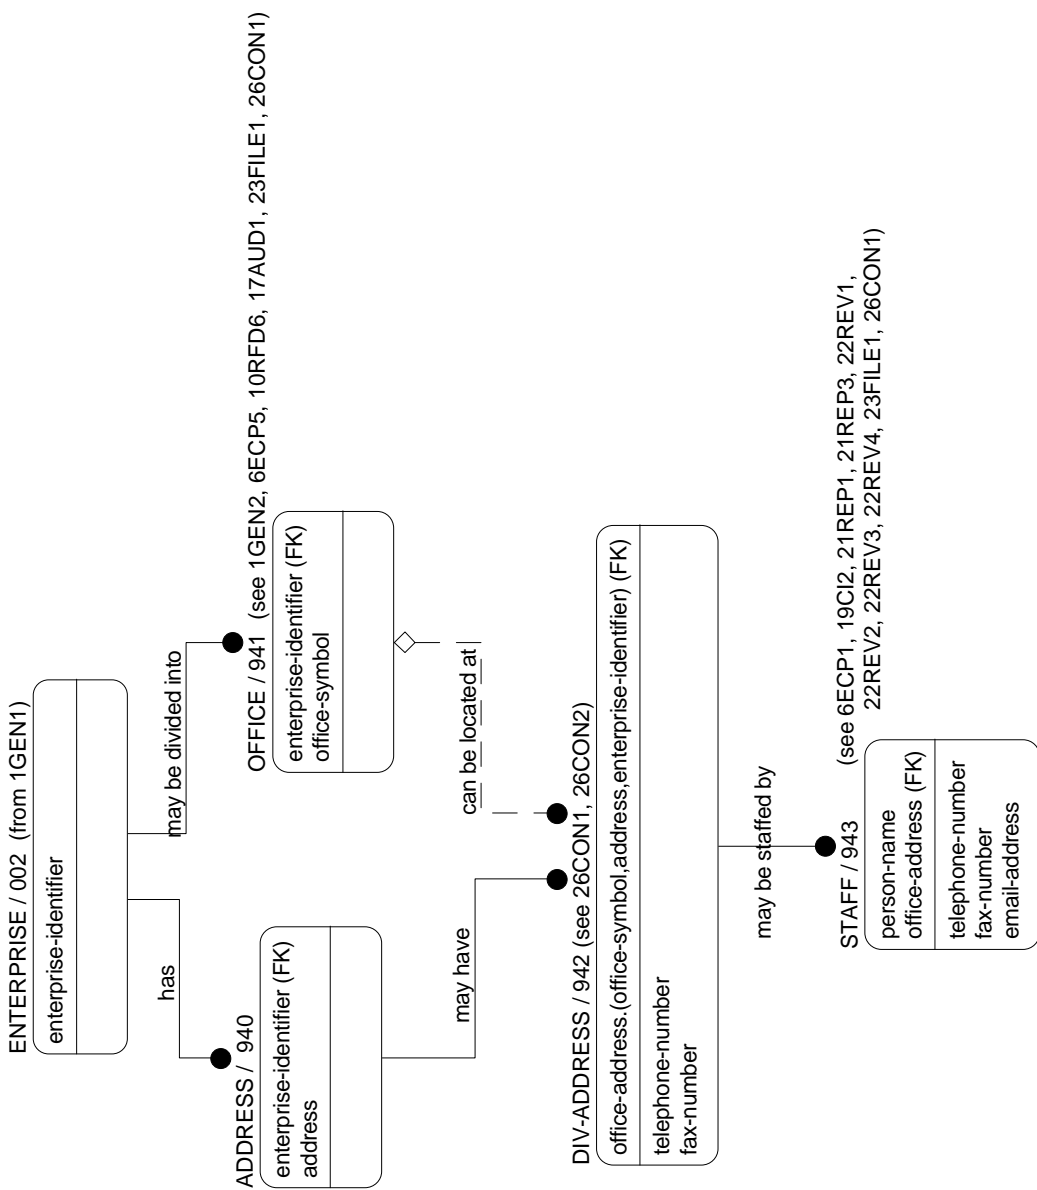 ENTERPRISE / 002  (from 1GEN1)
enterprise-identifier
has
may be divided into
ADDRESS /  940
enterprise-identifier (FK)
address
OFFICE / 941  (see 1GEN2, 6ECP5, 10RFD6, 17AUD1, 23FILE1, 26CON1)
enterprise-identifier (FK)
office-symbol
may have
can be located at
DIV-ADDRESS / 942 (see 26CON1, 26CON2)
office-address.(office-symbol,address,enterprise-identifier) (FK)
telephone-number
fax-number
may be staffed by
STAFF / 943
(see 6ECP1, 19CI2, 21REP1, 21REP3, 22REV1,
22REV2, 22REV3, 22REV4, 23FILE1, 26CON1)
person-name
office-address (FK)
telephone-number
fax-number
email-address